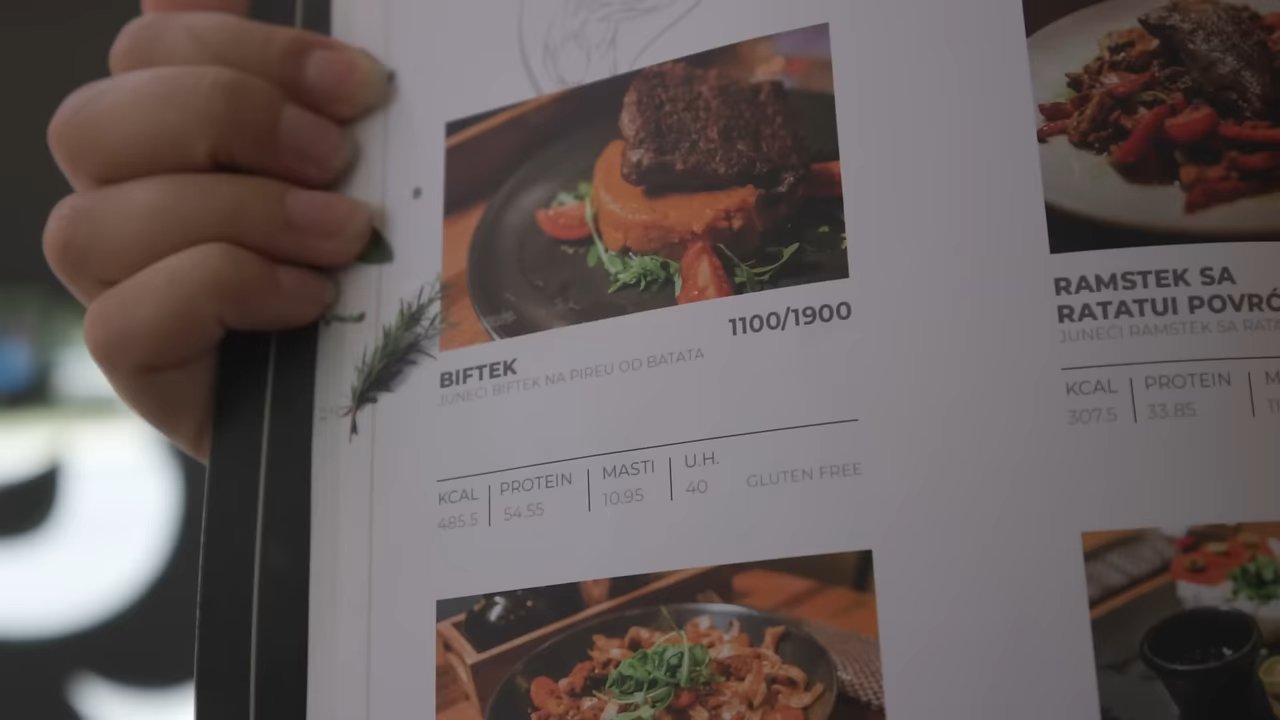 1100/1900
BIFTEK
JUNEĆI BIFTEK NA PIREU OD BATATA
KCAL PROTEIN MASTI U.H. GLUTEN FREE
485.5 54.55 10.95 40
RAMSTEK SA
RATATUI POVRĆ
JUNEĆI RAMSTEK SA RATA
KCAL PROTEIN M
307.5 33.85